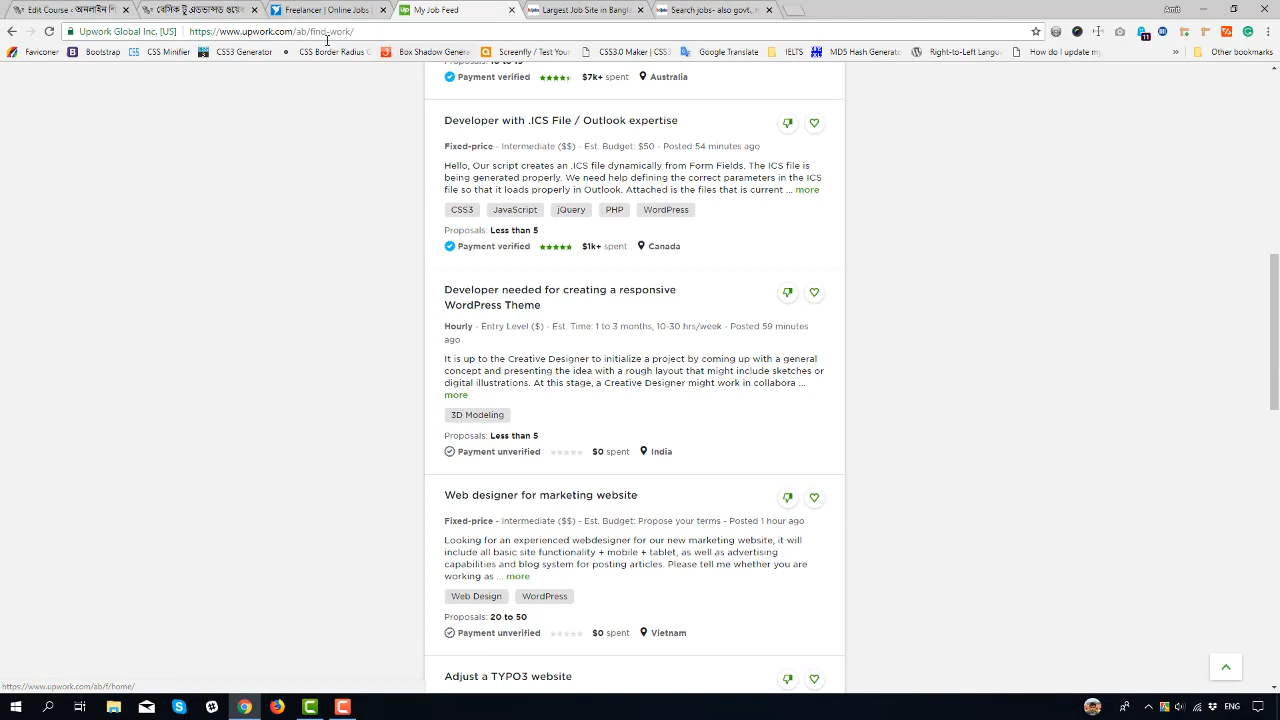 Edit Course
Freelancer | Online Jobs |
My Job Feed
Largest Job Site in Bangl
Search jobs- also govt.,
Upwork Global Inc. [US]
https://www.upwork.com/ab/find-work/
11
Faviconer
Bootstap
CSS Minifier
CSS3 Generator
CSS Border Radius
Box Shadow Genera
Screenfly / Test Your
CSS3.0 Maker | CSS3
Google Translate
IELTS
MD5 Hash Generator
Right-to-Left Langu
How do I update my
»
Other bookmarks
Payment verified
$7k+ spent
Australia
Developer with .ICS File / Outlook expertise
Fixed-price - Intermediate ($$) - Est. Budget: $50 - Posted 54 minutes ago
Hello, Our script creates an .ICS file dynamically from Form Fields. The ICS file is
being generated properly. We need help defining the correct parameters in the ICS
file so that it loads properly in Outlook. Attached is the files that is current ... more
CSS3
JavaScript
jQuery
PHP
WordPress
Proposals: Less than 5
Payment verified
$1k+ spent
Canada
Developer needed for creating a responsive
WordPress Theme
Hourly - Entry Level ($) - Est. Time: 1 to 3 months, 10-30 hrs/week - Posted 59 minutes
ago
It is up to the Creative Designer to initialize a project by coming up with a general
concept and presenting the idea with a rough layout that might include sketches or
digital illustrations. At this stage, a Creative Designer might work in collabora ...
more
3D Modeling
Proposals: Less than 5
Payment unverified
$0 spent
India
Web designer for marketing website
Fixed-price - Intermediate ($$) - Est. Budget: Propose your terms - Posted 1 hour ago
Looking for an experienced webdesigner for our new marketing website, it will
include all basic site functionality + mobile + tablet, as well as advertising
capabilities and blog system for posting articles. Please tell me whether you are
working as ... more
Web Design
WordPress
Proposals: 20 to 50
Payment unverified
$0 spent
Vietnam
Adjust a TYPO3 website
https://www.upwork.com/ab/f/home/
ENG